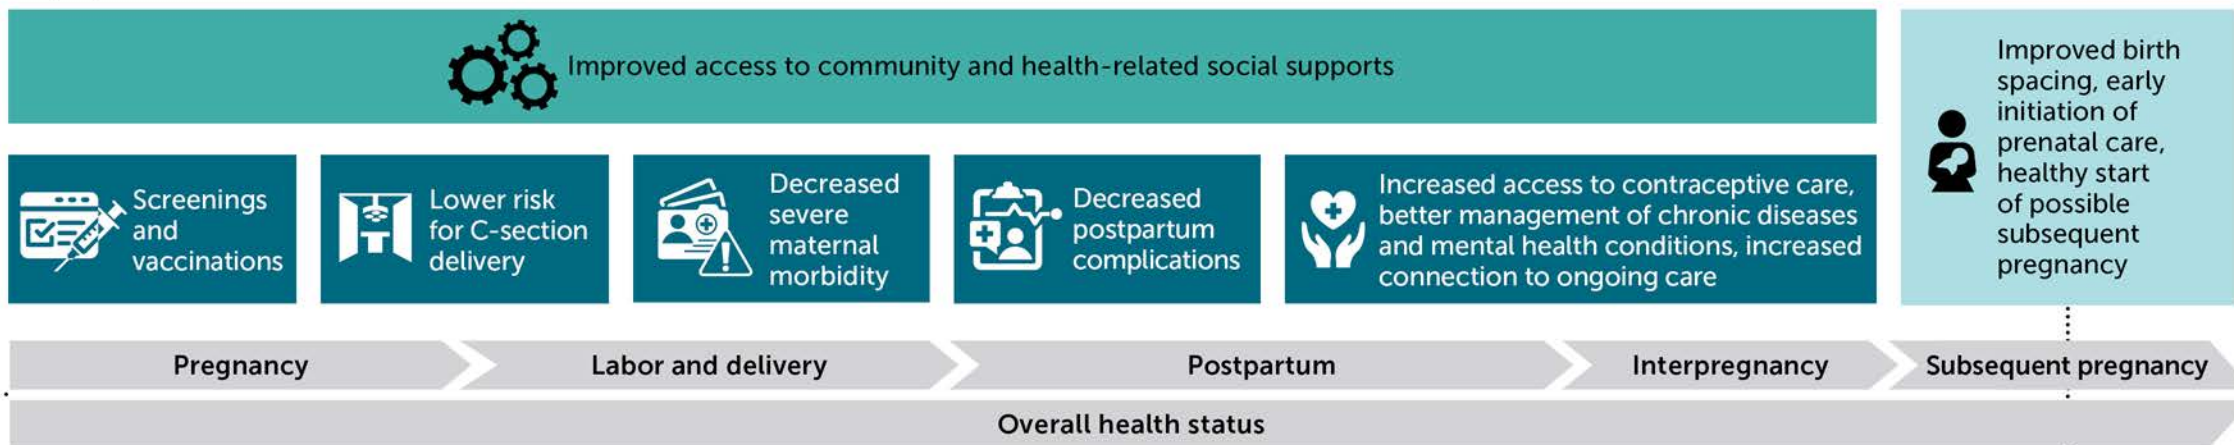 Improved access to community and health-related social supports
Improved birth
spacing, early
initiation of
prenatal care,
healthy start
of possible
subsequent
pregnancy
Screenings
and
vaccinations
Lower risk
for C-section
delivery
Decreased
severe
maternal
morbidity
Decreased
postpartum
complications
Increased access to contraceptive care,
better management of chronic diseases
and mental health conditions, increased
connection to ongoing care
Pregnancy
Labor and delivery
Postpartum
Interpregnancy
Subsequent pregnancy
Overall health status